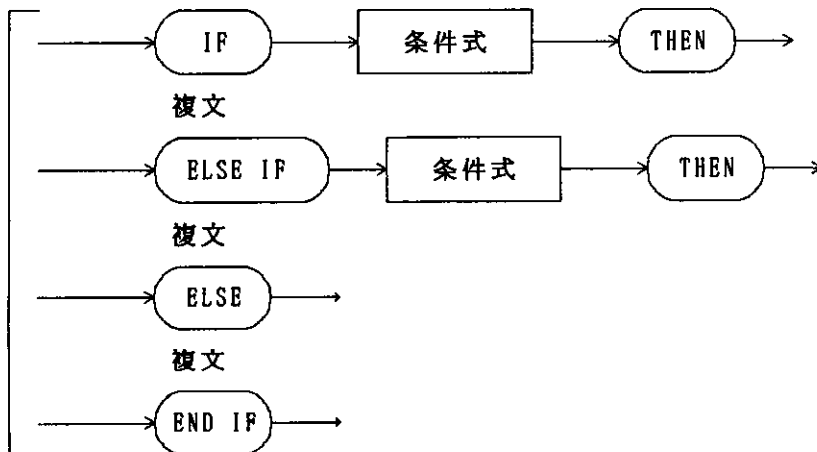 IF 条件式 THEN
複文
ELSE IF 条件式 THEN
複文
ELSE
複文
END IF